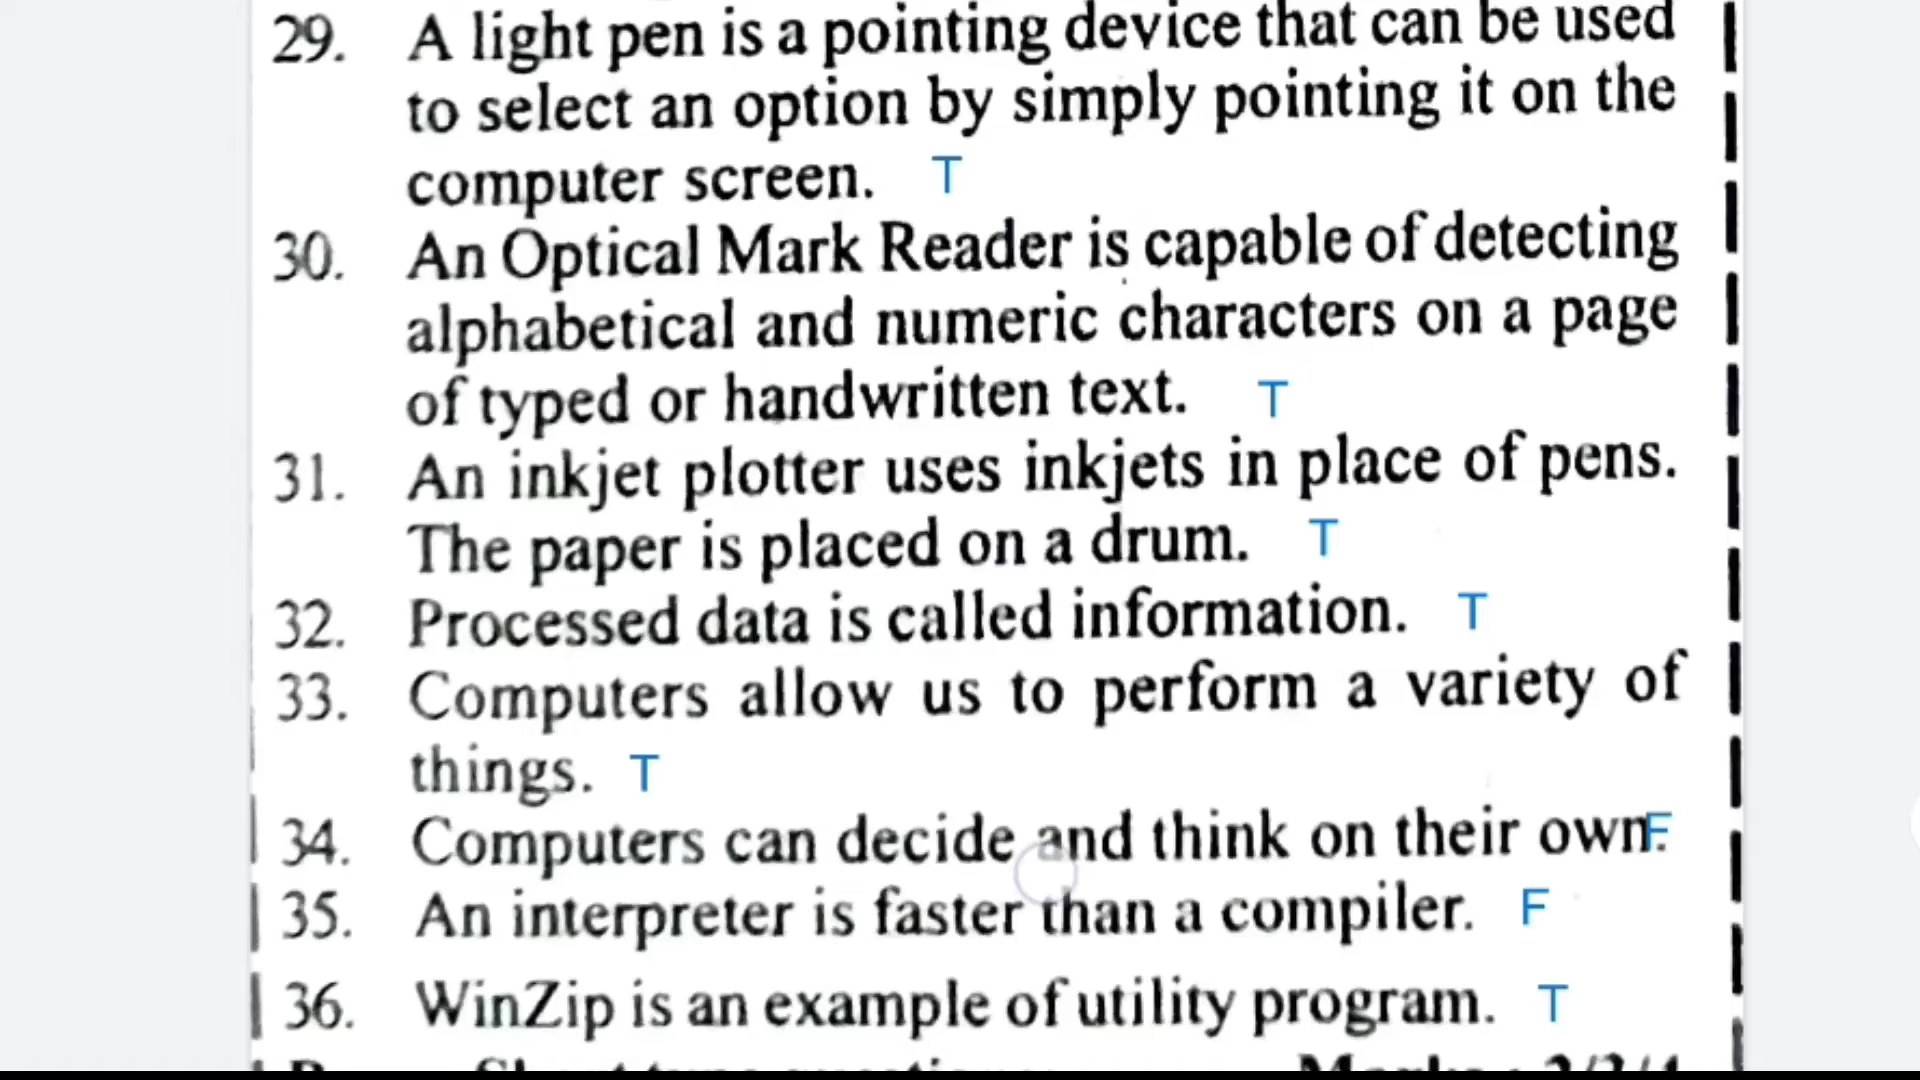 29. A light pen is a pointing device that can be used
to select an option by simply pointing it on the
computer screen. T
30. An Optical Mark Reader is capable of detecting
alphabetical and numeric characters on a page
of typed or handwritten text. T
31. An inkjet plotter uses inkjets in place of pens.
The paper is placed on a drum. T
32. Processed data is called information. T
33. Computers allow us to perform a variety of
things. T
34. Computers can decide and think on their own. F
35. An interpreter is faster than a compiler. F
36. WinZip is an example of utility program. T